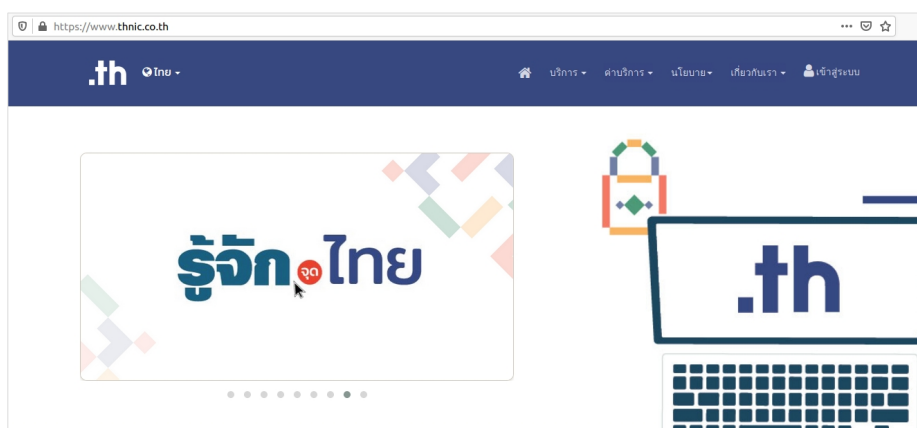 https://www.thnic.co.th
.th ไทย บริการ ค่าบริการ นโยบาย เกี่ยวกับเรา เข้าสู่ระบบ
รู้จัก จุด ไทย
.th